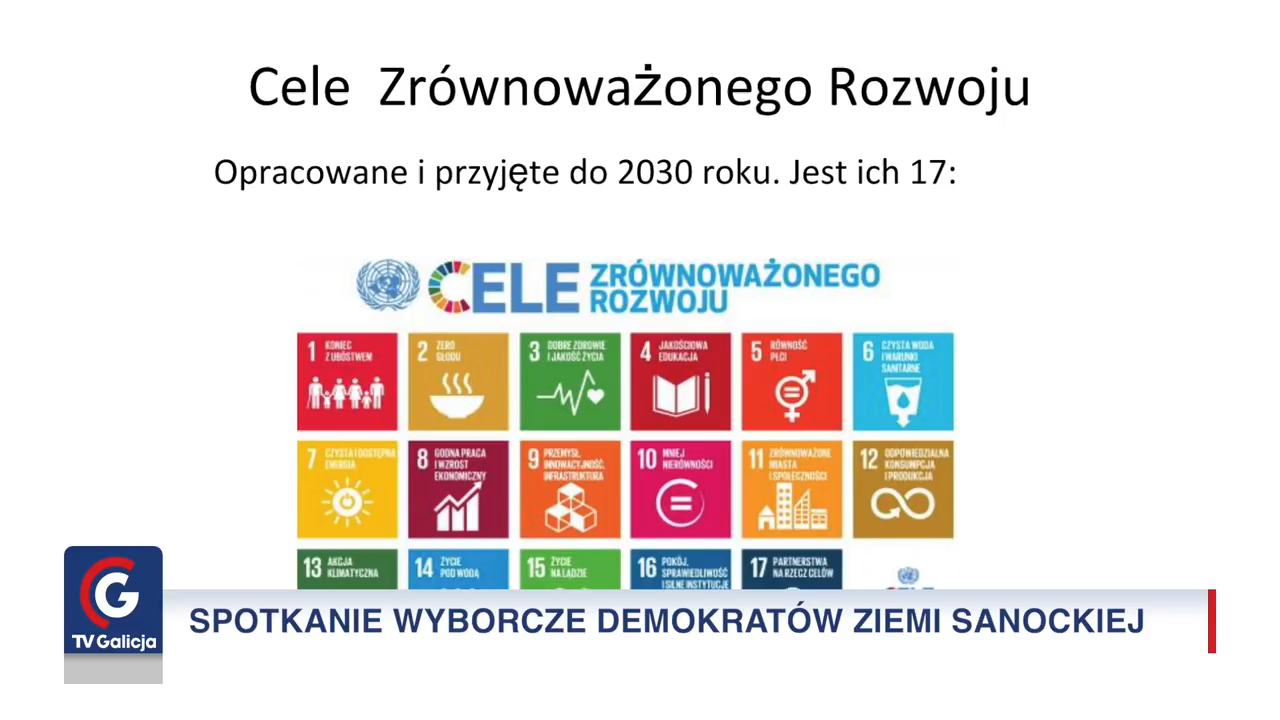 Cele Zrównoważonego Rozwoju
Opracowane i przyjęte do 2030 roku. Jest ich 17:
CELE ZRÓWNOWAŻONEGO
ROZWOJU
1 KONIEC
Z UBÓSTWEM
2 ZERO
GŁODU
3 DOBRE ZDROWIE
I JAKOŚĆ ŻYCIA
4 JAKOŚCIOWA
EDUKACJA
5 RÓWNOŚĆ
PŁCI
6 CZYSTA WODA
I WARUNKI
SANITARNE
7 CZYSTA I DOSTĘPNA
ENERGIA
8 GODNA PRACA
I WZROST
EKONOMICZNY
9 PRZEMYSŁ,
INNOWACYJNOŚĆ,
INFRASTRUKTURA
10 MNIEJ
NIERÓWNOŚCI
11 ZRÓWNOWAŻONE
MIASTA
I SPOŁECZNOŚCI
12 ODPOWIEDZIALNA
KONSUMPCJA
I PRODUKCJA
13 AKCJA
KLIMATYCZNA
14 ŻYCIE
POD WODĄ
15 ŻYCIE
NA LĄDZIE
16 POKÓJ,
SPRAWIEDLIWOŚĆ
I SILNE INSTYTUCJE
17 PARTNERSTWA
NA RZECZ CELÓW
G
TV Galicja
SPOTKANIE WYBORCZE DEMOKRATÓW ZIEMI SANOCKIEJ